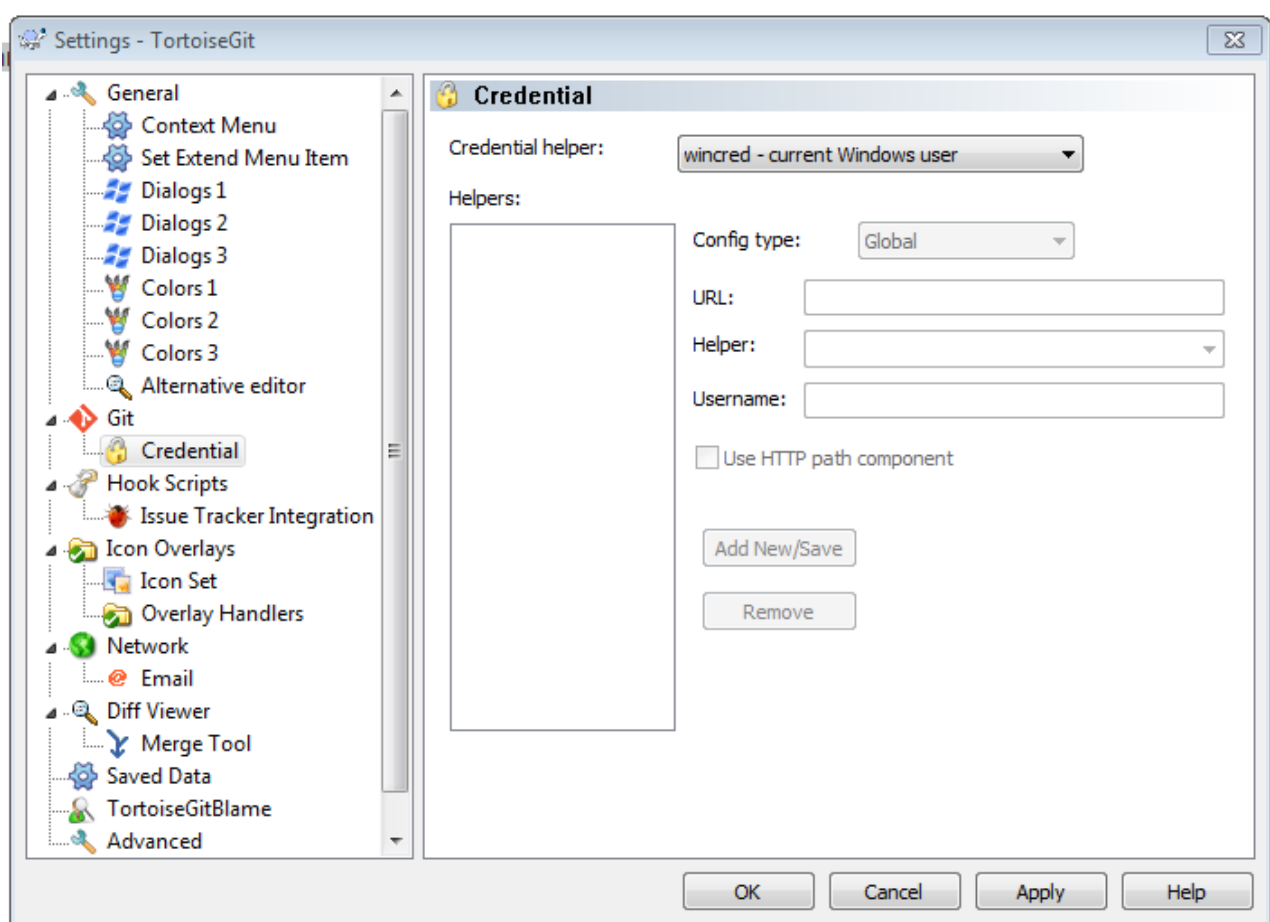 Settings - TortoiseGit
General
Context Menu
Set Extend Menu Item
Dialogs 1
Dialogs 2
Dialogs 3
Colors 1
Colors 2
Colors 3
Alternative editor
Git
Credential
Hook Scripts
Issue Tracker Integration
Icon Overlays
Icon Set
Overlay Handlers
Network
Email
Diff Viewer
Merge Tool
Saved Data
TortoiseGitBlame
Advanced
Credential
Credential helper: wincred - current Windows user
Helpers:
Config type: Global
URL:
Helper:
Username:
Use HTTP path component
Add New/Save
Remove
OK Cancel Apply Help